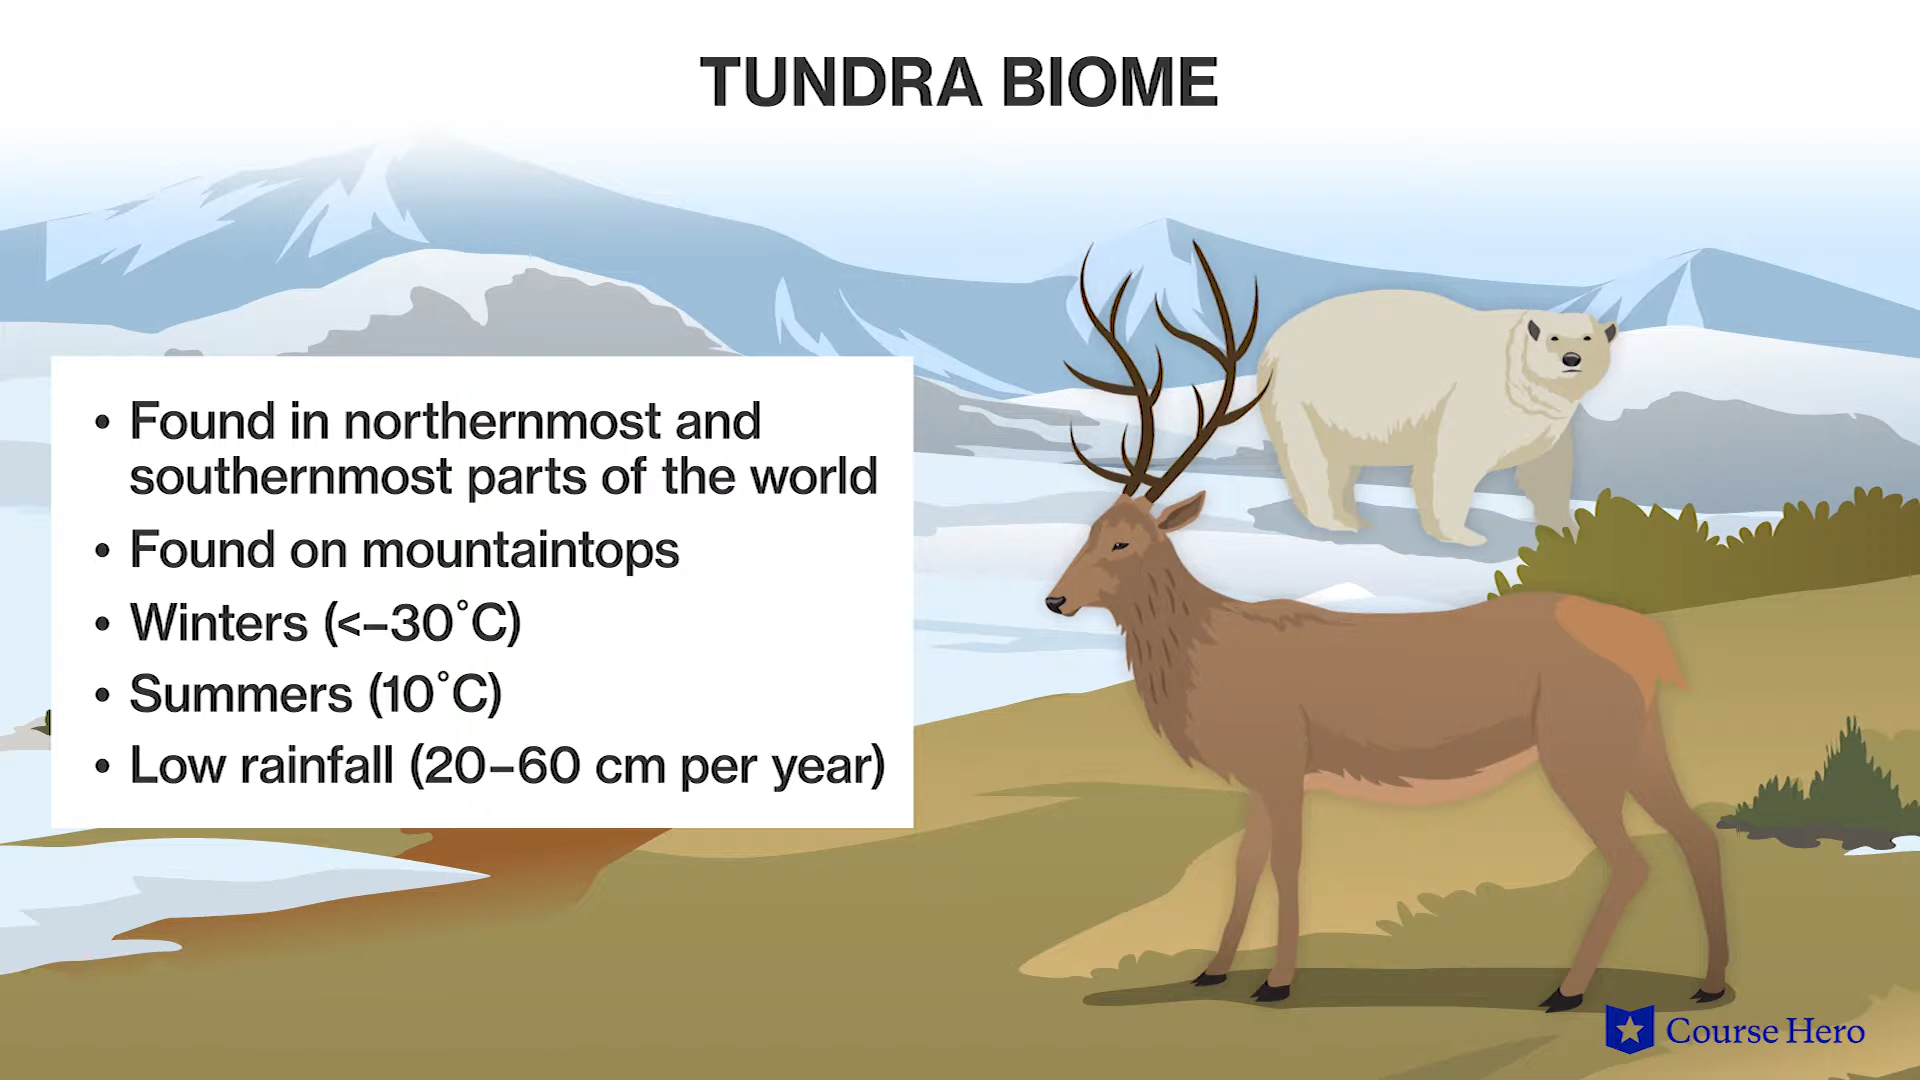 TUNDRA BIOME
• Found in northernmost and
southernmost parts of the world
• Found on mountaintops
• Winters (<–30˚C)
• Summers (10˚C)
• Low rainfall (20–60 cm per year)
Course Hero